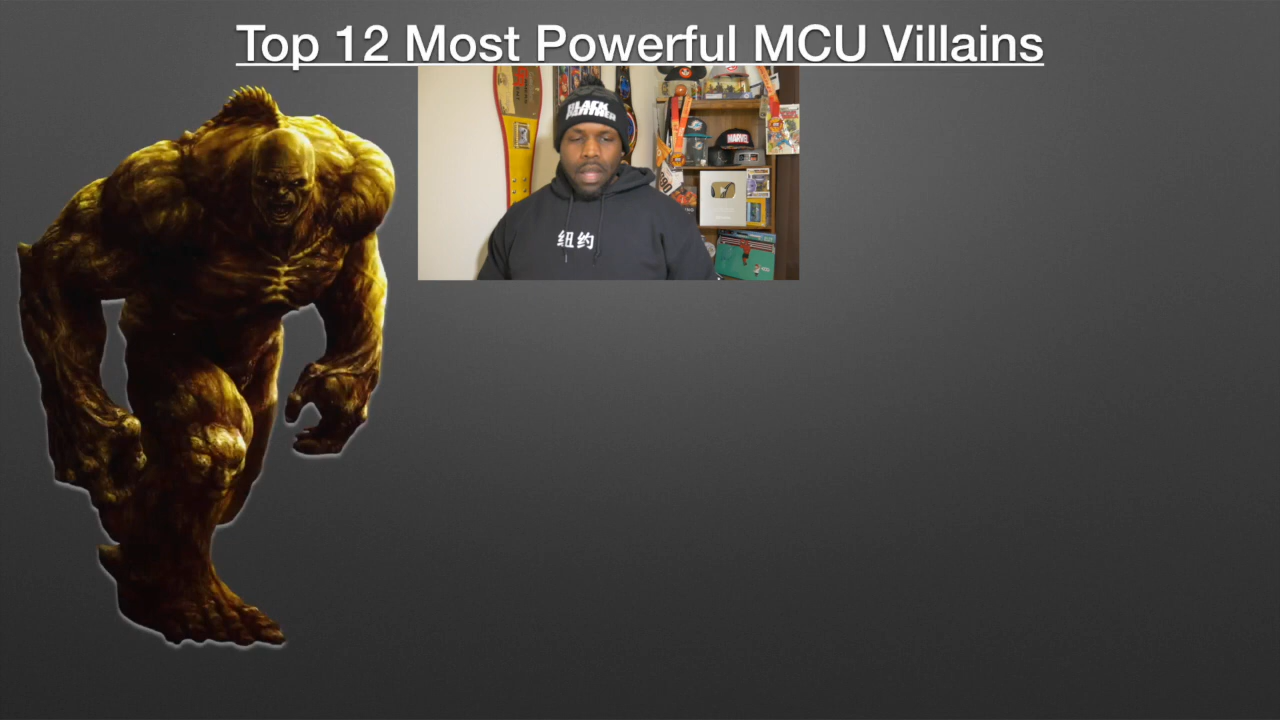 Top 12 Most Powerful MCU Villains
BLACK
PANTHER
MARVEL
纽约